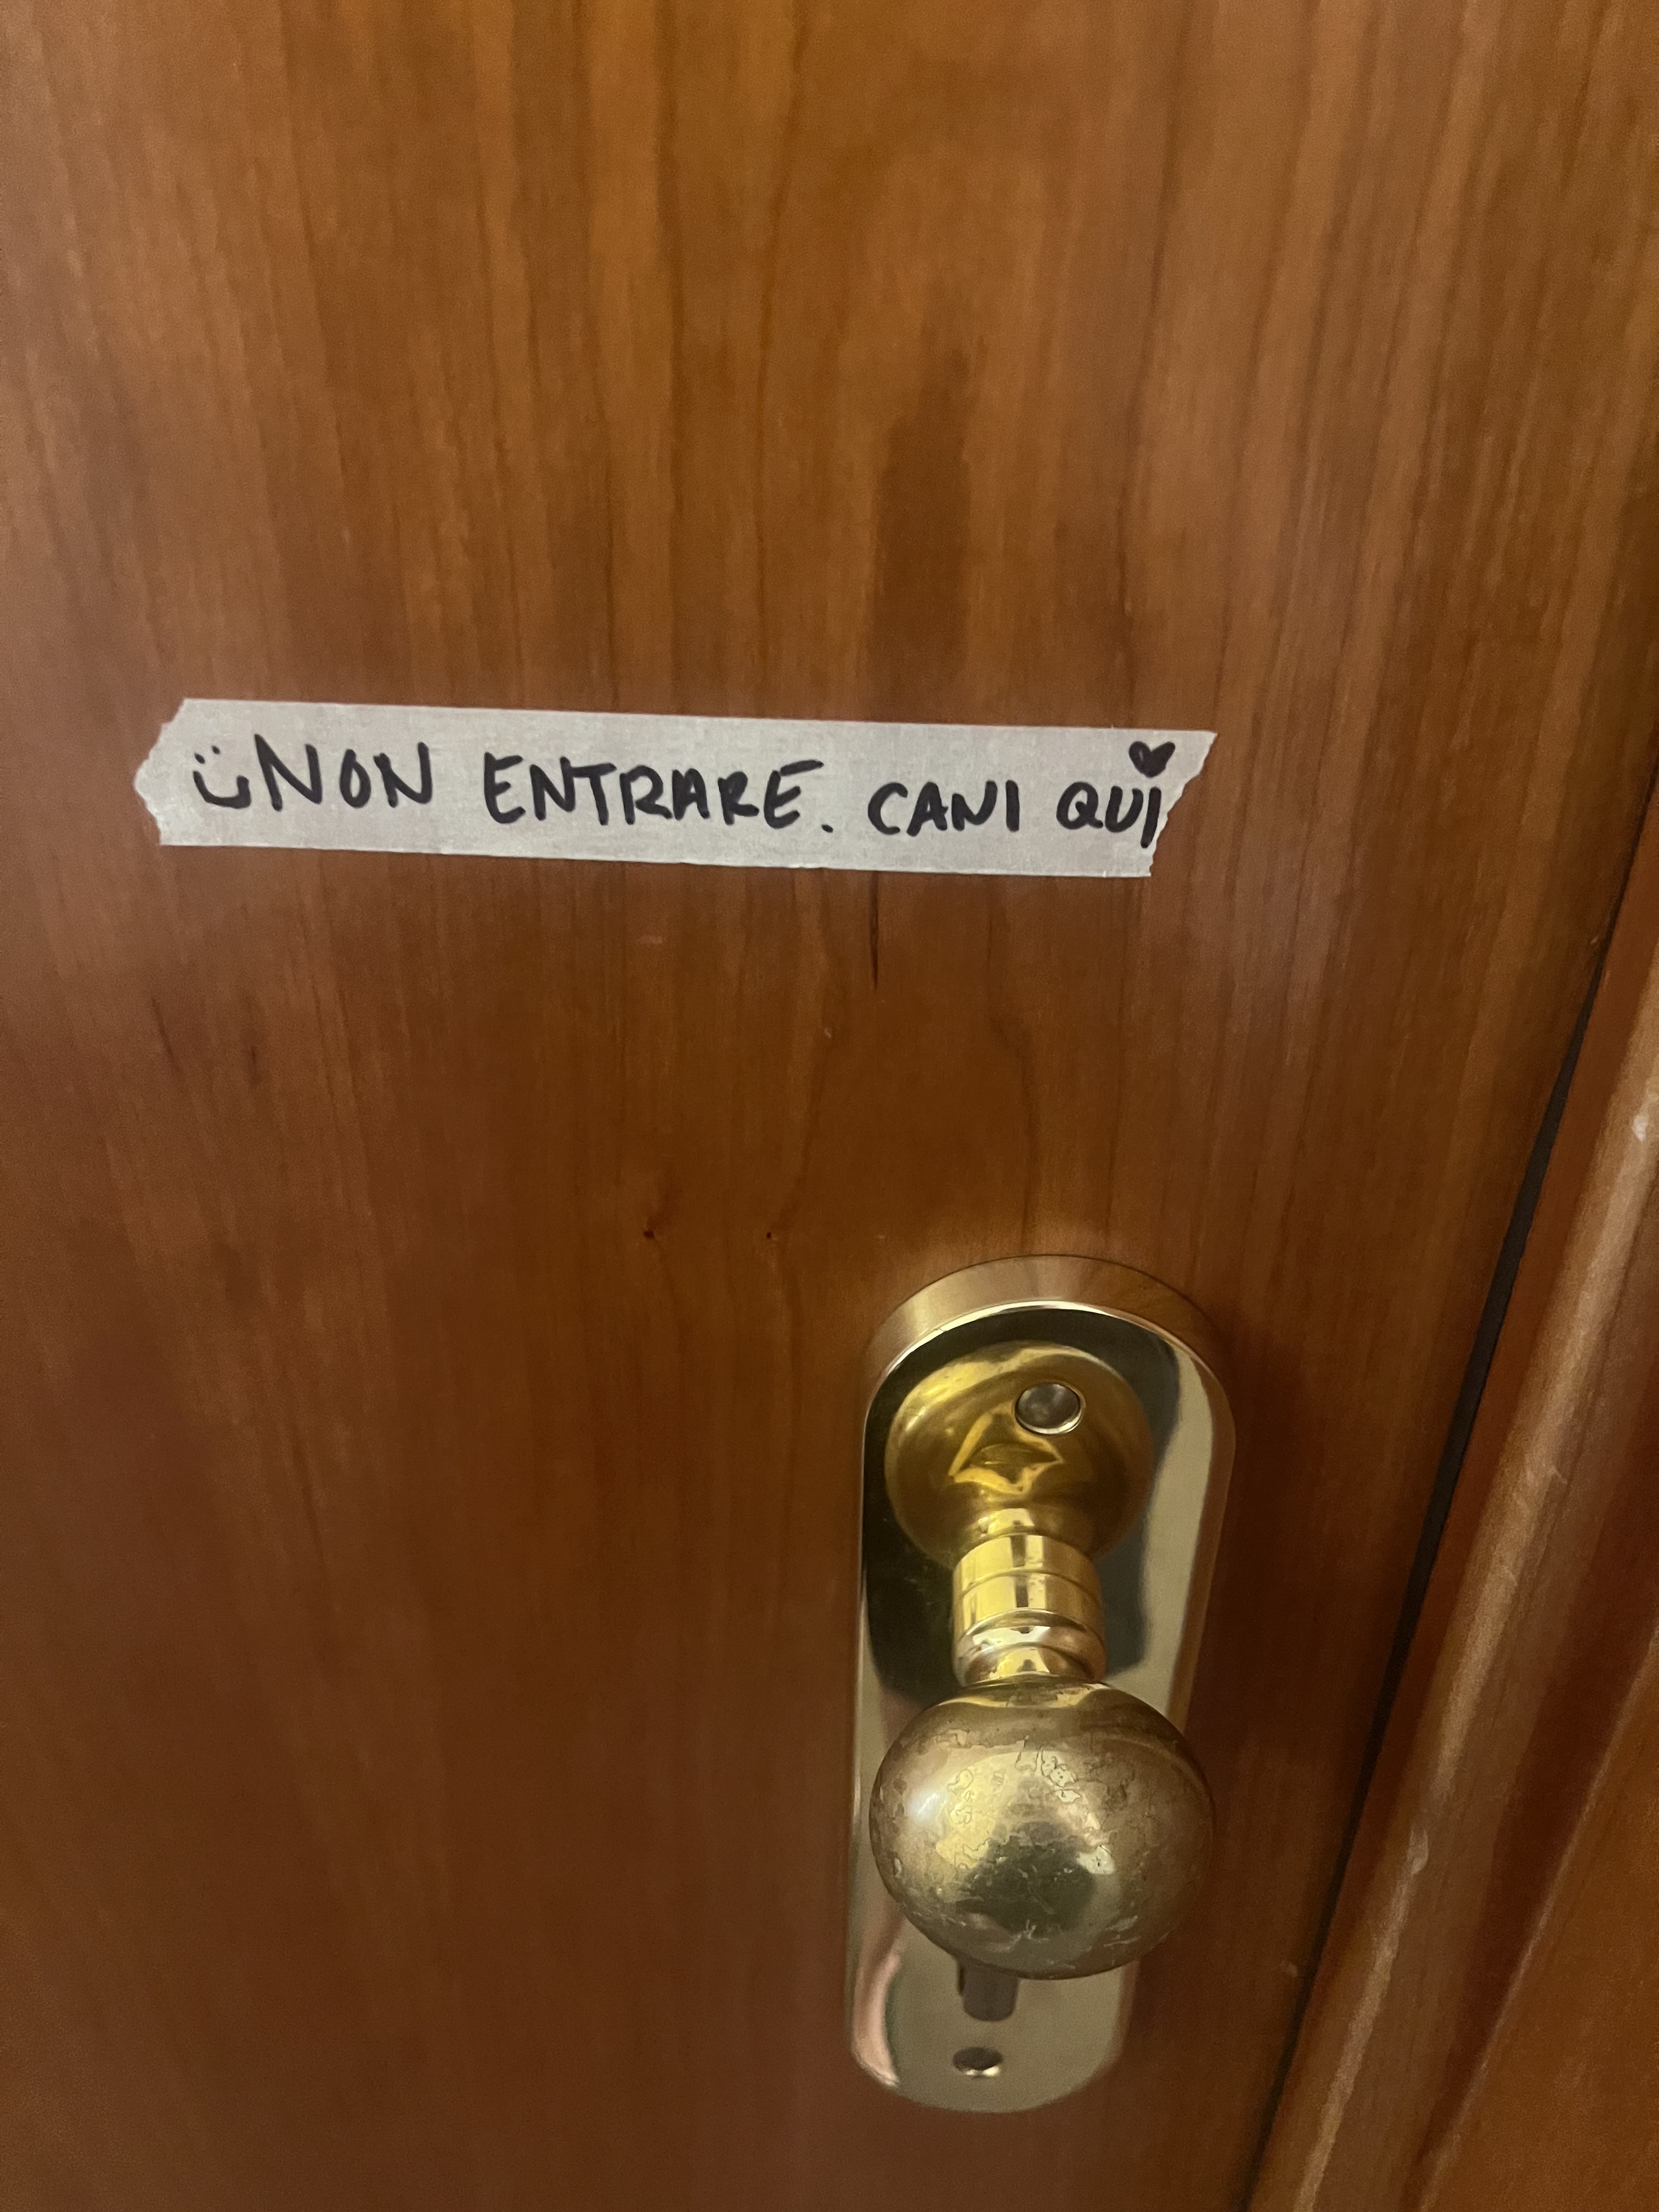 NON ENTRARE. CANI QUI